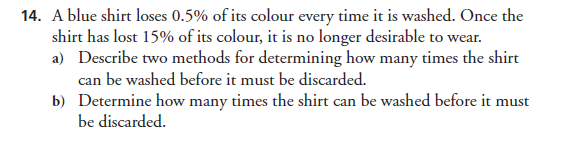 14. A blue shirt loses 0.5% of its colour every time it is washed. Once the
shirt has lost 15% of its colour, it is no longer desirable to wear.
a) Describe two methods for determining how many times the shirt
can be washed before it must be discarded.
b) Determine how many times the shirt can be washed before it must
be discarded.